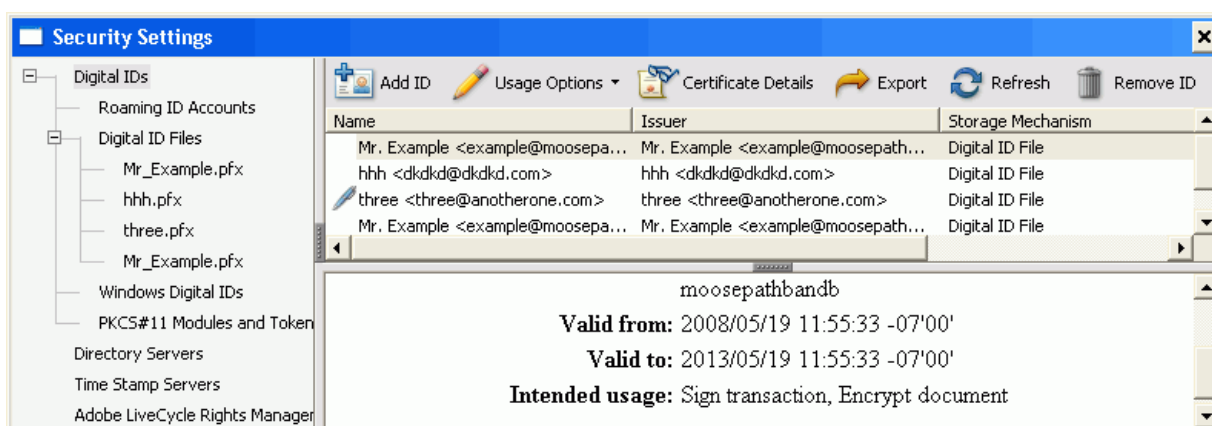 Security Settings
Digital IDs
Roaming ID Accounts
Digital ID Files
Mr_Example.pfx
hhh.pfx
three.pfx
Mr_Example.pfx
Windows Digital IDs
PKCS#11 Modules and Token
Directory Servers
Time Stamp Servers
Adobe LiveCycle Rights Manager
Add ID Usage Options Certificate Details Export Refresh Remove ID
Name Issuer Storage Mechanism
Mr. Example <example@moosepa... Mr. Example <example@moosepath... Digital ID File
hhh <dkdkd@dkdkd.com> hhh <dkdkd@dkdkd.com> Digital ID File
three <three@anotherone.com> three <three@anotherone.com> Digital ID File
Mr. Example <example@moosepa... Mr. Example <example@moosepath... Digital ID File
moosepathbandb
Valid from: 2008/05/19 11:55:33 -07'00'
Valid to: 2013/05/19 11:55:33 -07'00'
Intended usage: Sign transaction, Encrypt document